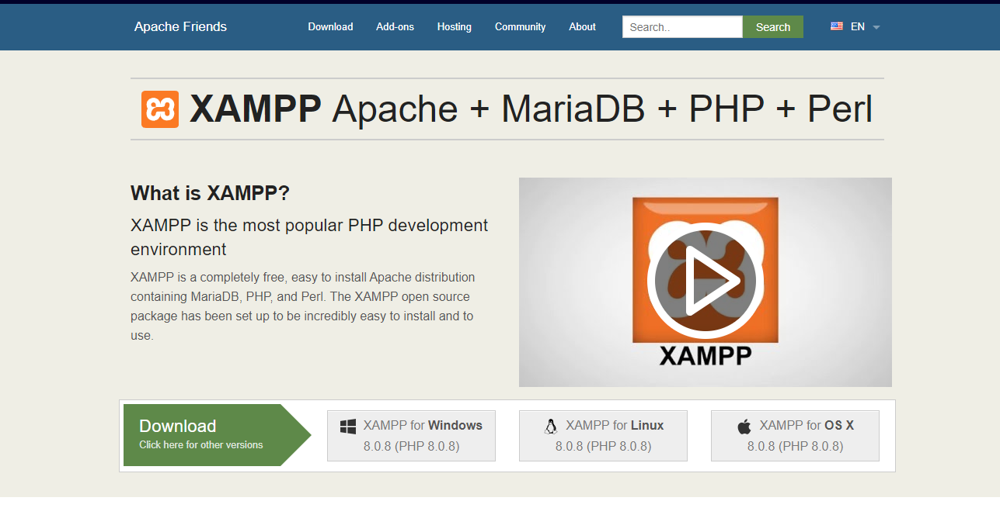 Apache Friends Download Add-ons Hosting Community About Search.. Search EN
XAMPP Apache + MariaDB + PHP + Perl
What is XAMPP?
XAMPP is the most popular PHP development
environment
XAMPP is a completely free, easy to install Apache distribution
containing MariaDB, PHP, and Perl. The XAMPP open source
package has been set up to be incredibly easy to install and to
use.
XAMPP
Download
Click here for other versions
XAMPP for Windows
8.0.8 (PHP 8.0.8)
XAMPP for Linux
8.0.8 (PHP 8.0.8)
XAMPP for OS X
8.0.8 (PHP 8.0.8)